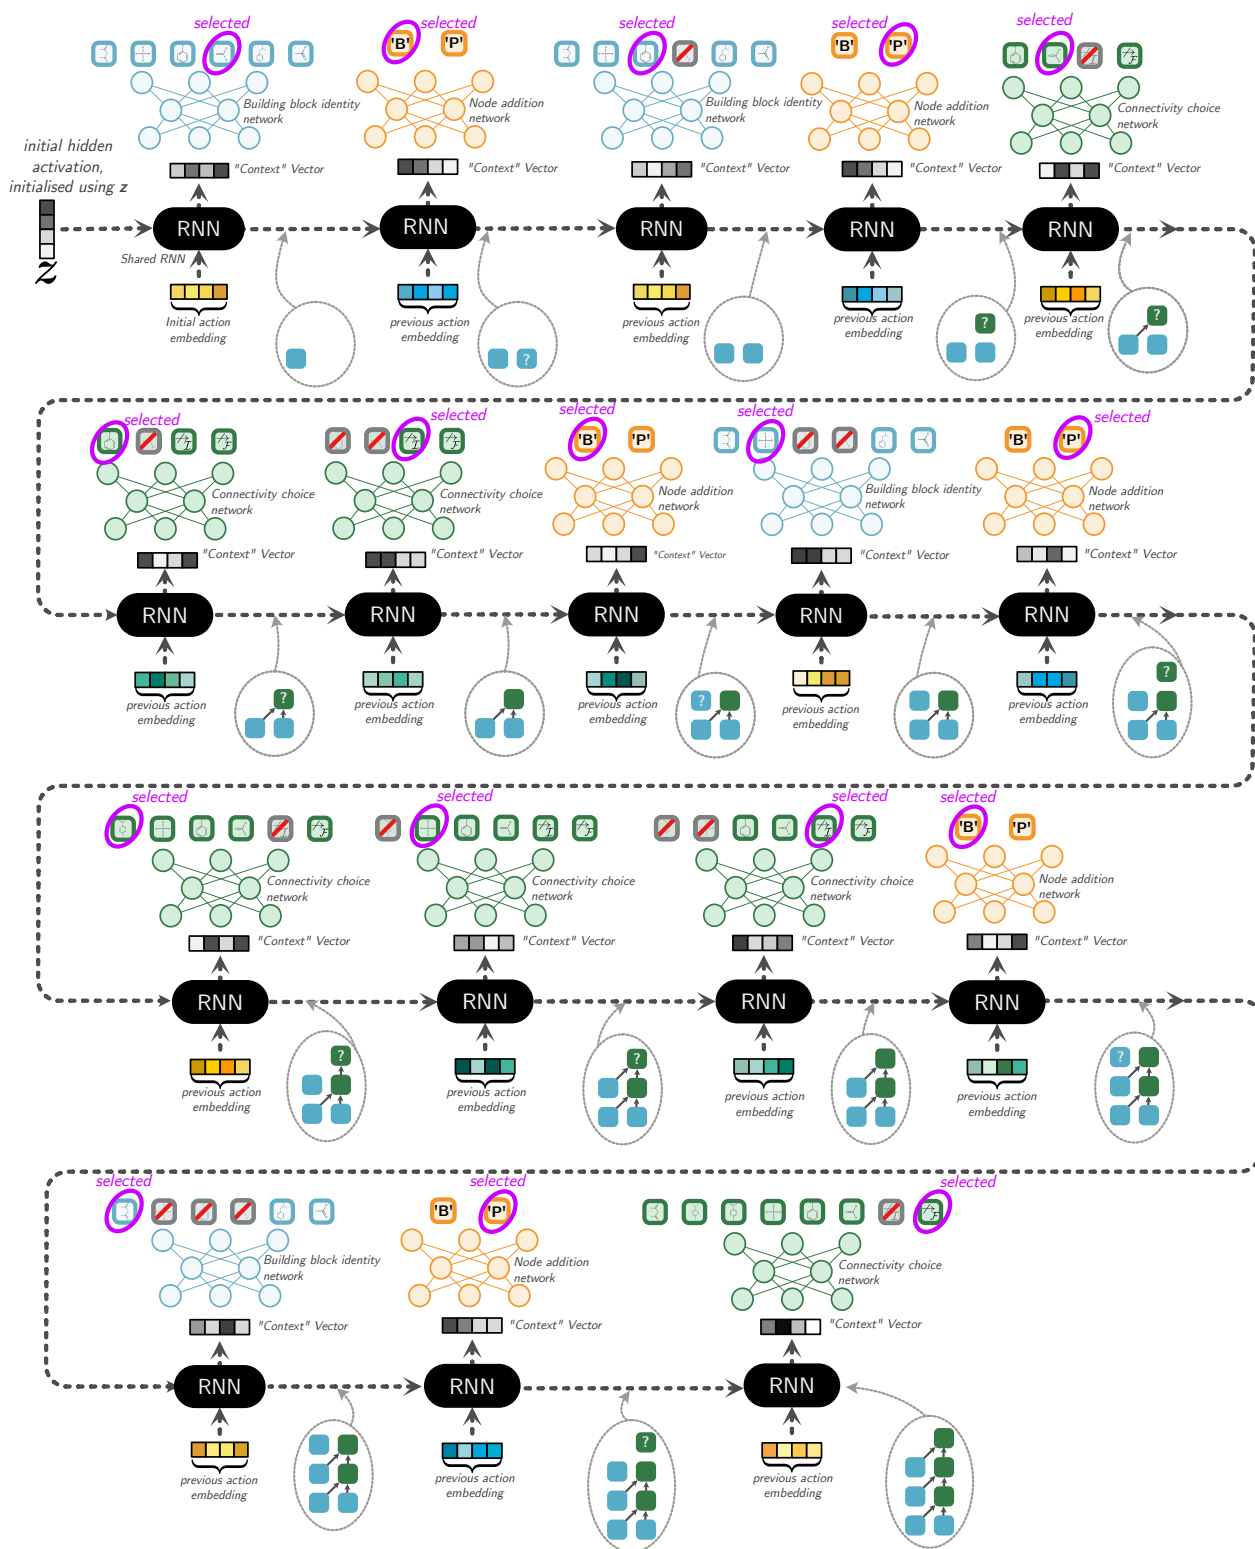 selected
selected
selected
selected
selected
'B'
'P'
'B'
'P'
Building block identity
network
Node addition
network
Building block identity
network
Node addition
network
Connectivity choice
network
initial hidden
activation,
initialised using z
"Context" Vector
"Context" Vector
"Context" Vector
"Context" Vector
"Context" Vector
RNN
RNN
RNN
RNN
RNN
z
Shared RNN
Initial action
embedding
previous action
embedding
previous action
embedding
previous action
embedding
previous action
embedding
?
?
?
selected
selected
selected
selected
selected
I
F
I
F
'B'
'P'
'B'
'P'
Connectivity choice
network
Connectivity choice
network
Node addition
network
Building block identity
network
Node addition
network
"Context" Vector
"Context" Vector
"Context" Vector
"Context" Vector
"Context" Vector
RNN
RNN
RNN
RNN
RNN
previous action
embedding
previous action
embedding
previous action
embedding
previous action
embedding
previous action
embedding
?
?
?
selected
selected
selected
selected
F
I
F
I
F
'B'
'P'
Connectivity choice
network
Connectivity choice
network
Connectivity choice
network
Node addition
network
"Context" Vector
"Context" Vector
"Context" Vector
"Context" Vector
RNN
RNN
RNN
RNN
previous action
embedding
previous action
embedding
previous action
embedding
previous action
embedding
?
?
?
selected
selected
selected
'B'
'P'
F
Building block identity
network
Node addition
network
Connectivity choice
network
"Context" Vector
"Context" Vector
"Context" Vector
RNN
RNN
RNN
previous action
embedding
previous action
embedding
previous action
embedding
?